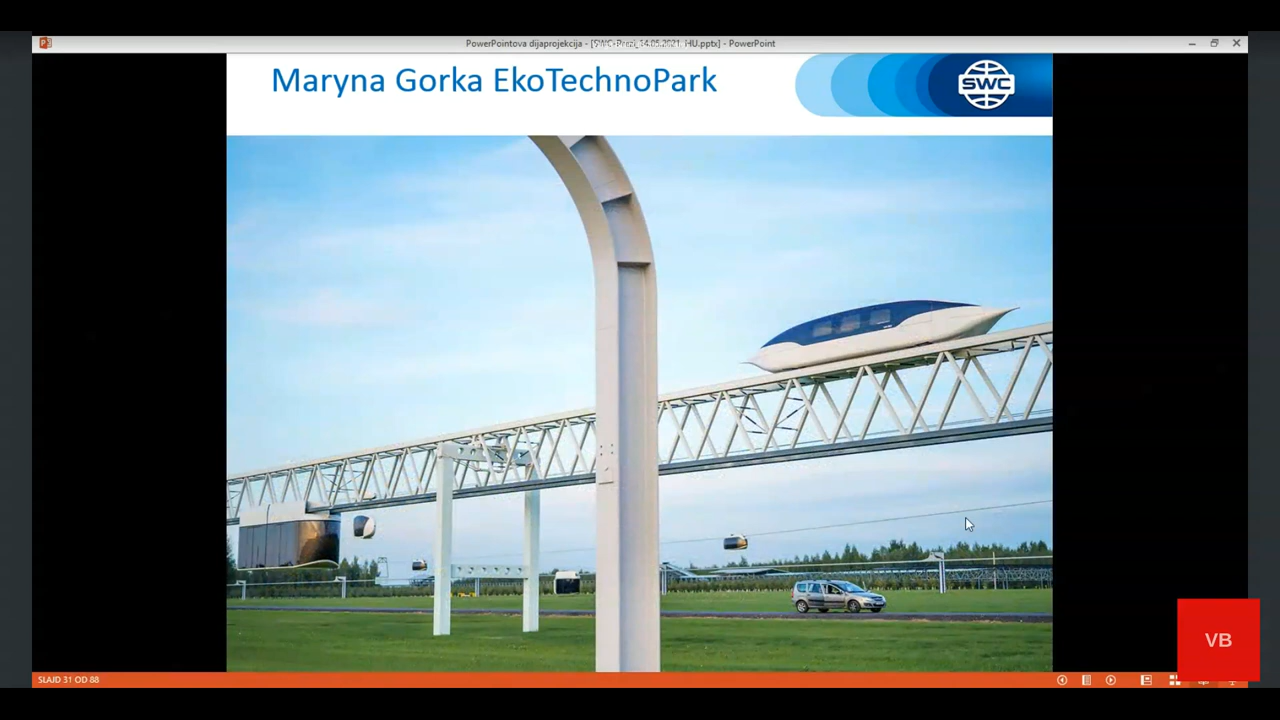 PowerPointova dijaprojekcija - [SWC-Prezi_14.05.2021. HU.pptx] - PowerPoint
Maryna Gorka EkoTechnoPark
SWC
VB
SLAJD 31 OD 88